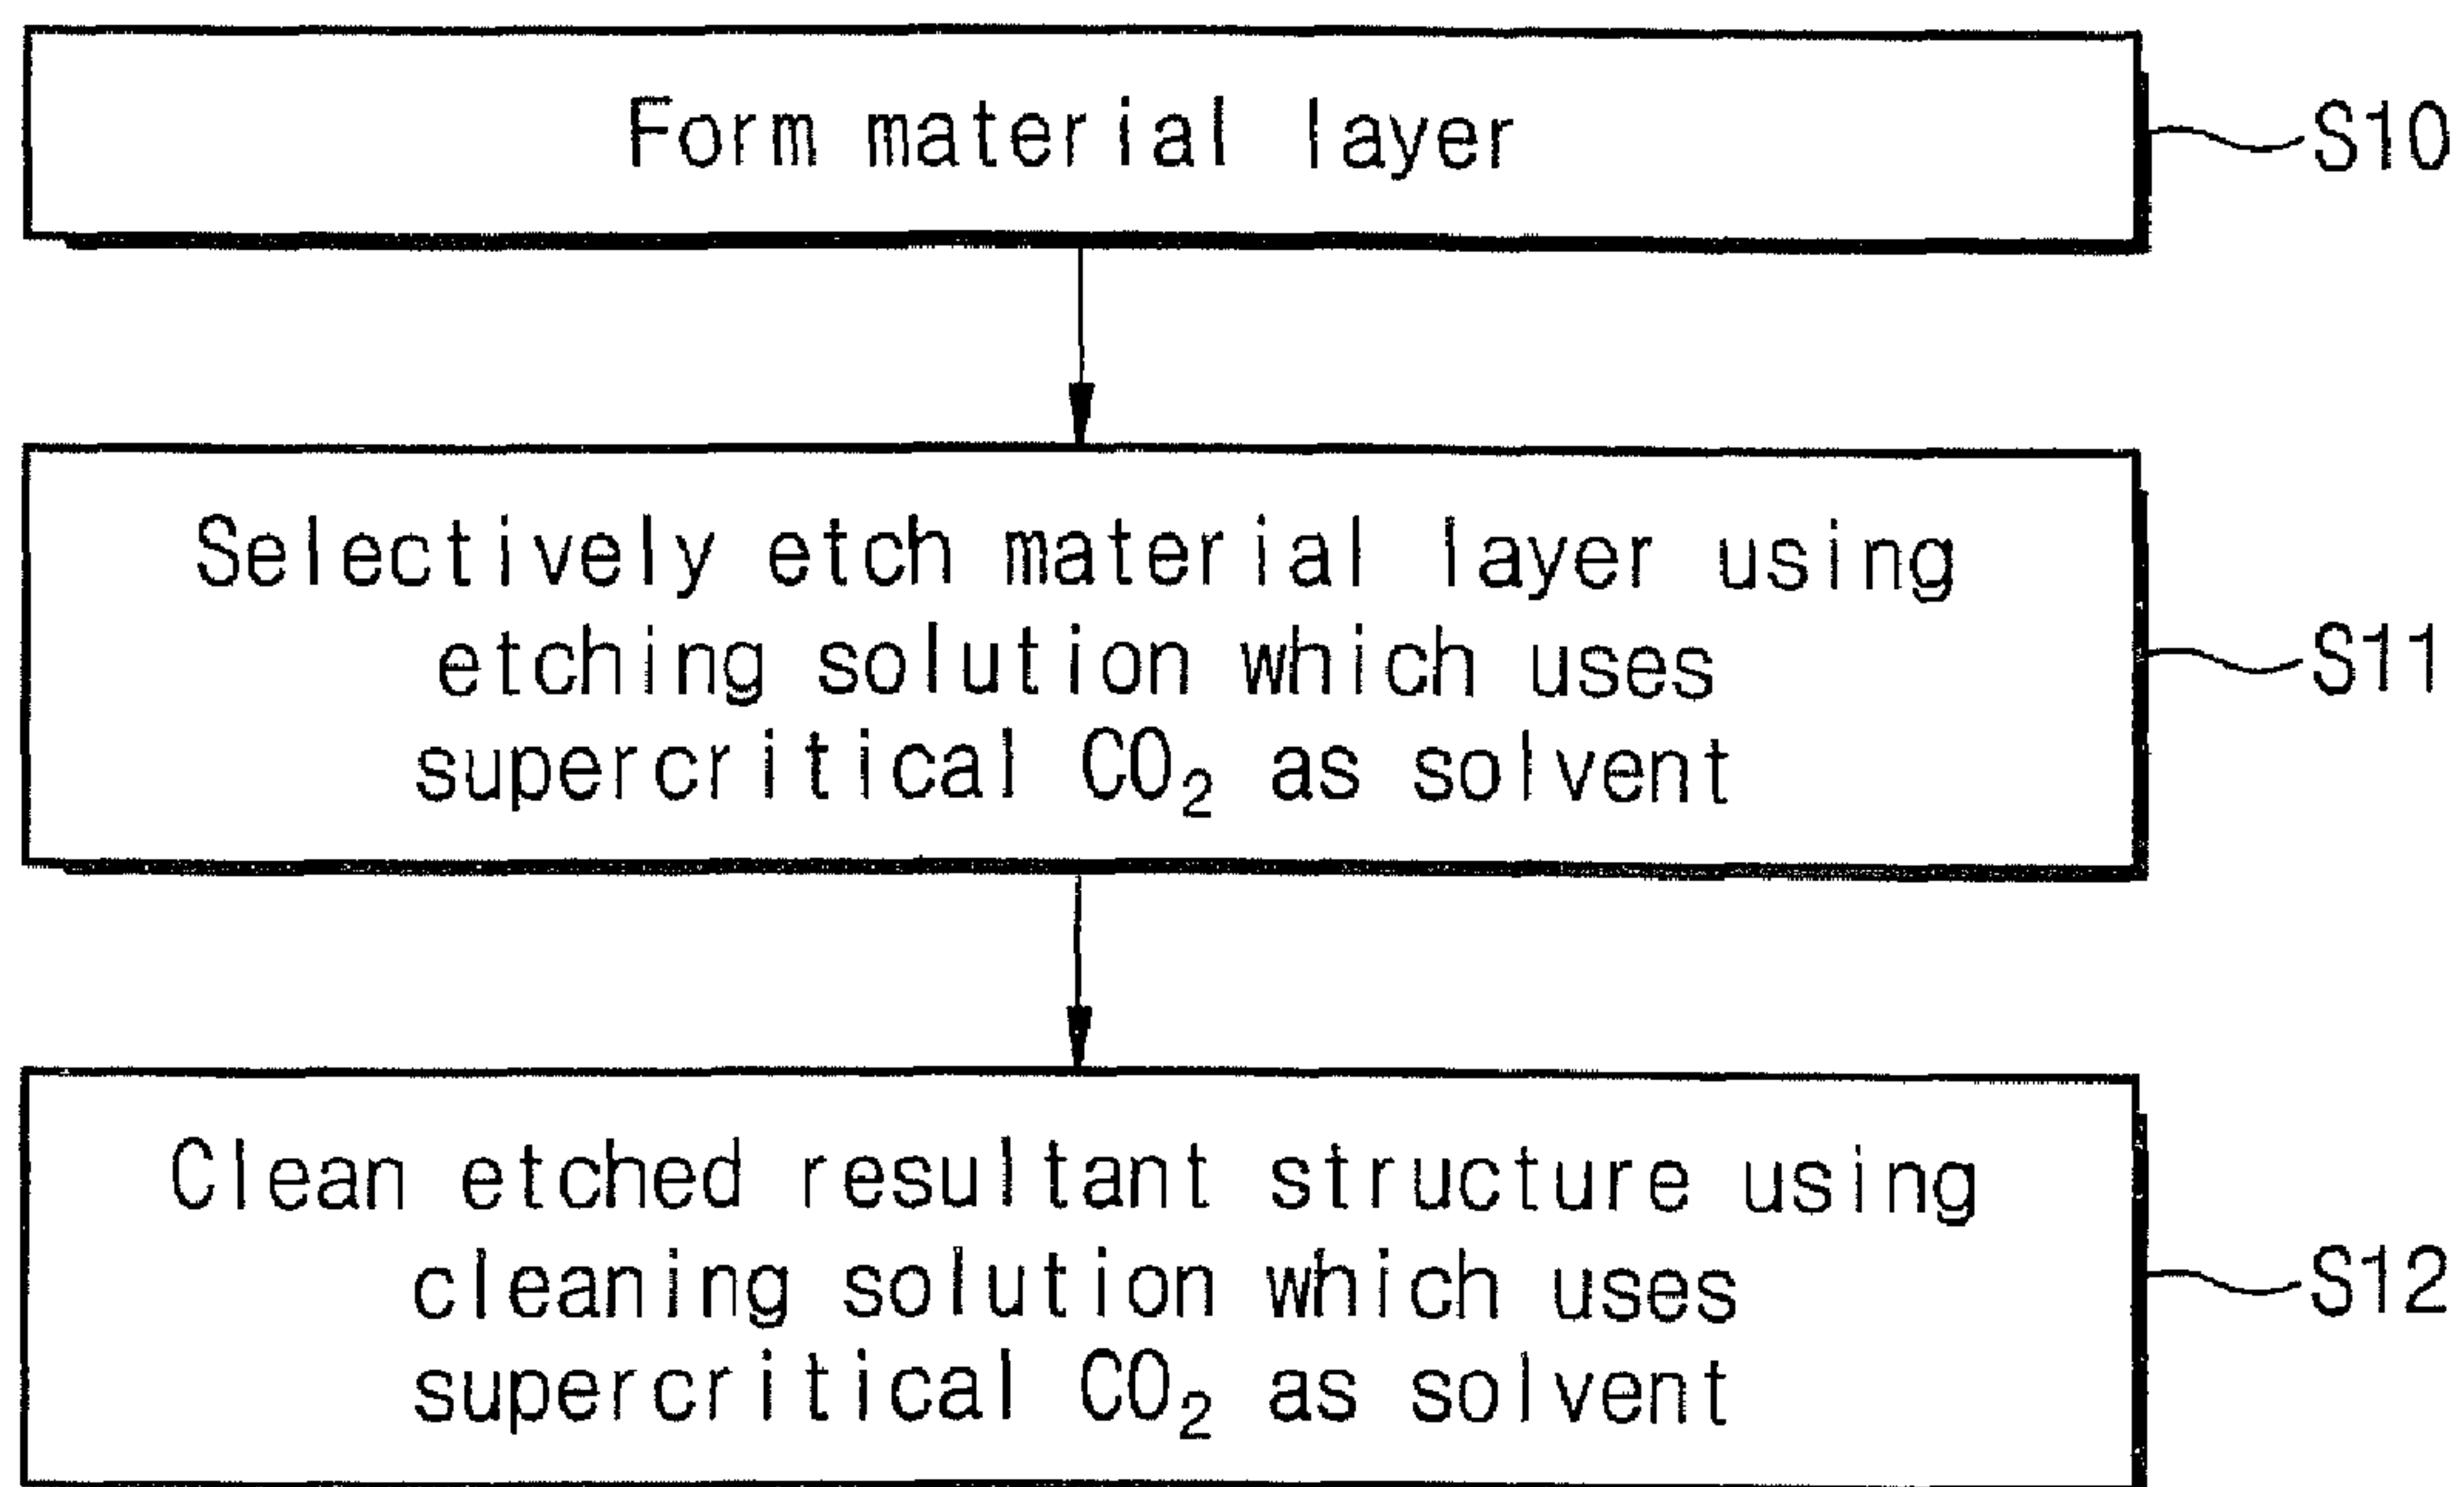 Form material layer
S10
Selectively etch material layer using
etching solution which uses
supercritical CO₂ as solvent
S11
Clean etched resultant structure using
cleaning solution which uses
supercritical CO₂ as solvent
S12